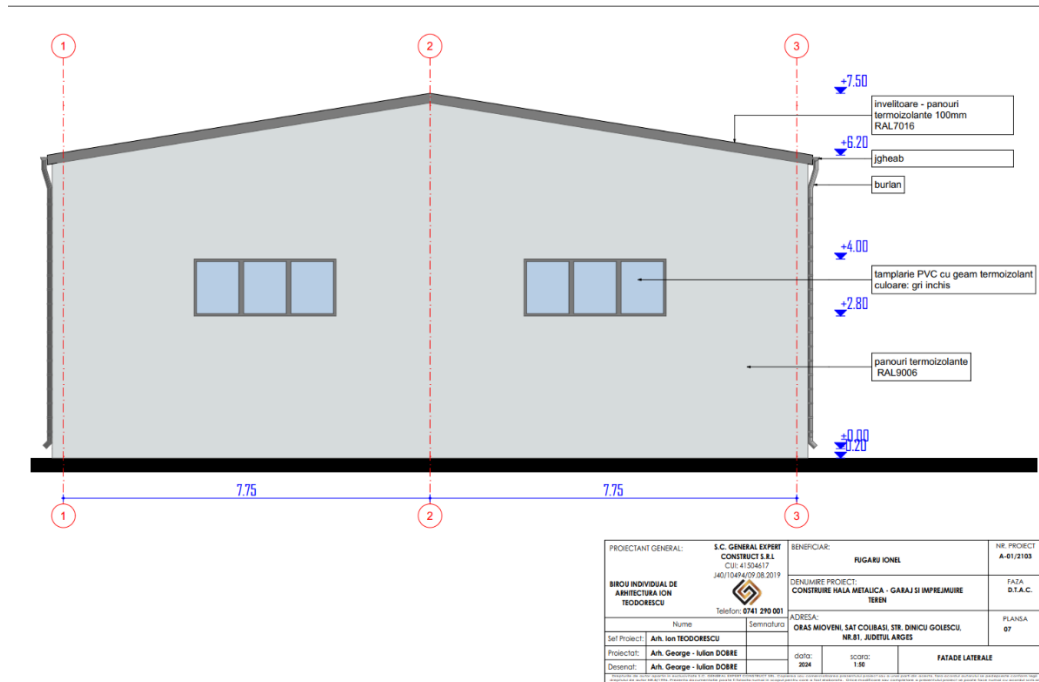 1
2
3
+7.50
invelitoare - panouri
termoizolante 100mm
RAL7016
+6.20
jgheab
burlan
+4.00
tamplarie PVC cu geam termoizolant
culoare: gri inchis
+2.80
panouri termoizolante
RAL9006
±0.00
-0.20
7.75
7.75
1
2
3
PROIECTANT GENERAL:
S.C. GENERAL EXPERT
CONSTRUCT S.R.L
CUI: 41504617
J40/10494/09.08.2019
BIROU INDIVIDUAL DE
ARHITECTURA ION
TEODORESCU
Telefon: 0741 290 001
BENEFICIAR:
FUGARU IONEL
NR. PROIECT
A-01/2103
DENUMIRE PROIECT:
CONSTRUIRE HALA METALICA - GARAJ SI IMPREJMUIRE
TEREN
FAZA
D.T.A.C.
Nume
Semnatura
ADRESA:
ORAS MIOVENI, SAT COLIBASI, STR. DINICU GOLESCU,
NR.81, JUDETUL ARGES
PLANSA
07
Sef Proiect: Arh. Ion TEODORESCU
Proiectat: Arh. George - Iulian DOBRE
Desenat: Arh. George - Iulian DOBRE
data:
2024
scara:
1:50
FATADE LATERALE